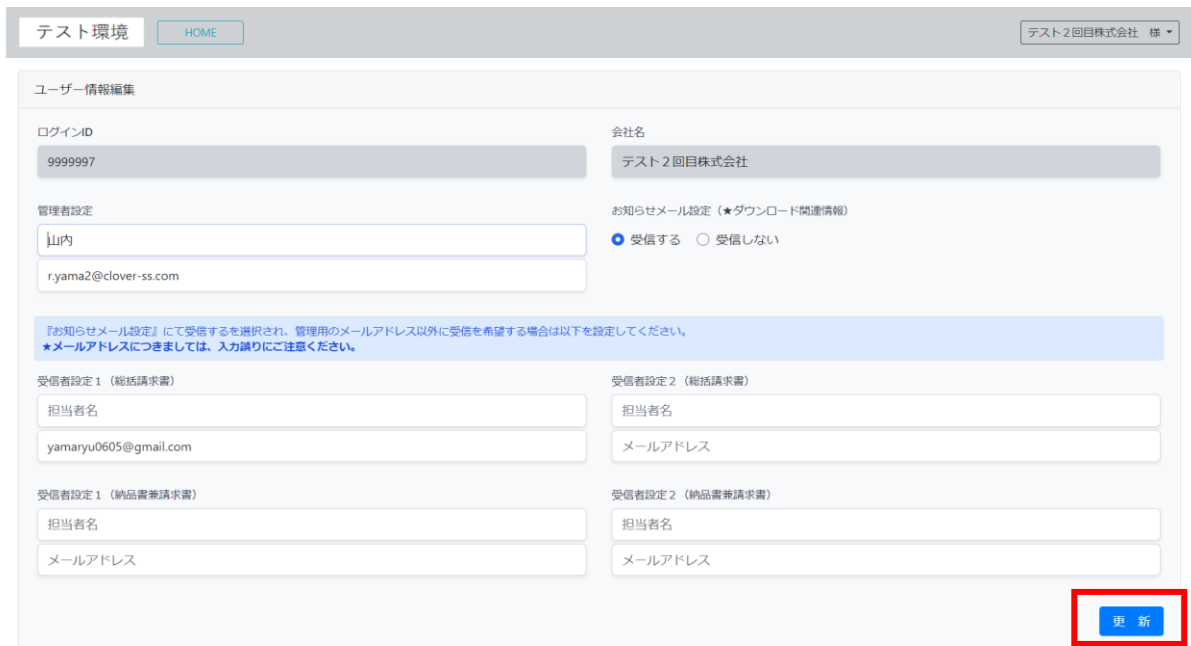 テスト環境 HOME テスト２回目株式会社 様
ユーザー情報編集
ログインID 会社名
9999997 テスト２回目株式会社
管理者設定 お知らせメール設定（★ダウンロード関連情報）
山内 受信する 受信しない
r.yama2@clover-ss.com
『お知らせメール設定』にて受信するを選択され、管理用のメールアドレス以外に受信を希望する場合は以下を設定してください。
★メールアドレスにつきましては、入力誤りにご注意ください。
受信者設定１（総括請求書） 受信者設定２（総括請求書）
担当者名 担当者名
yamaryu0605@gmail.com メールアドレス
受信者設定１（納品書兼請求書） 受信者設定２（納品書兼請求書）
担当者名 担当者名
メールアドレス メールアドレス
更 新